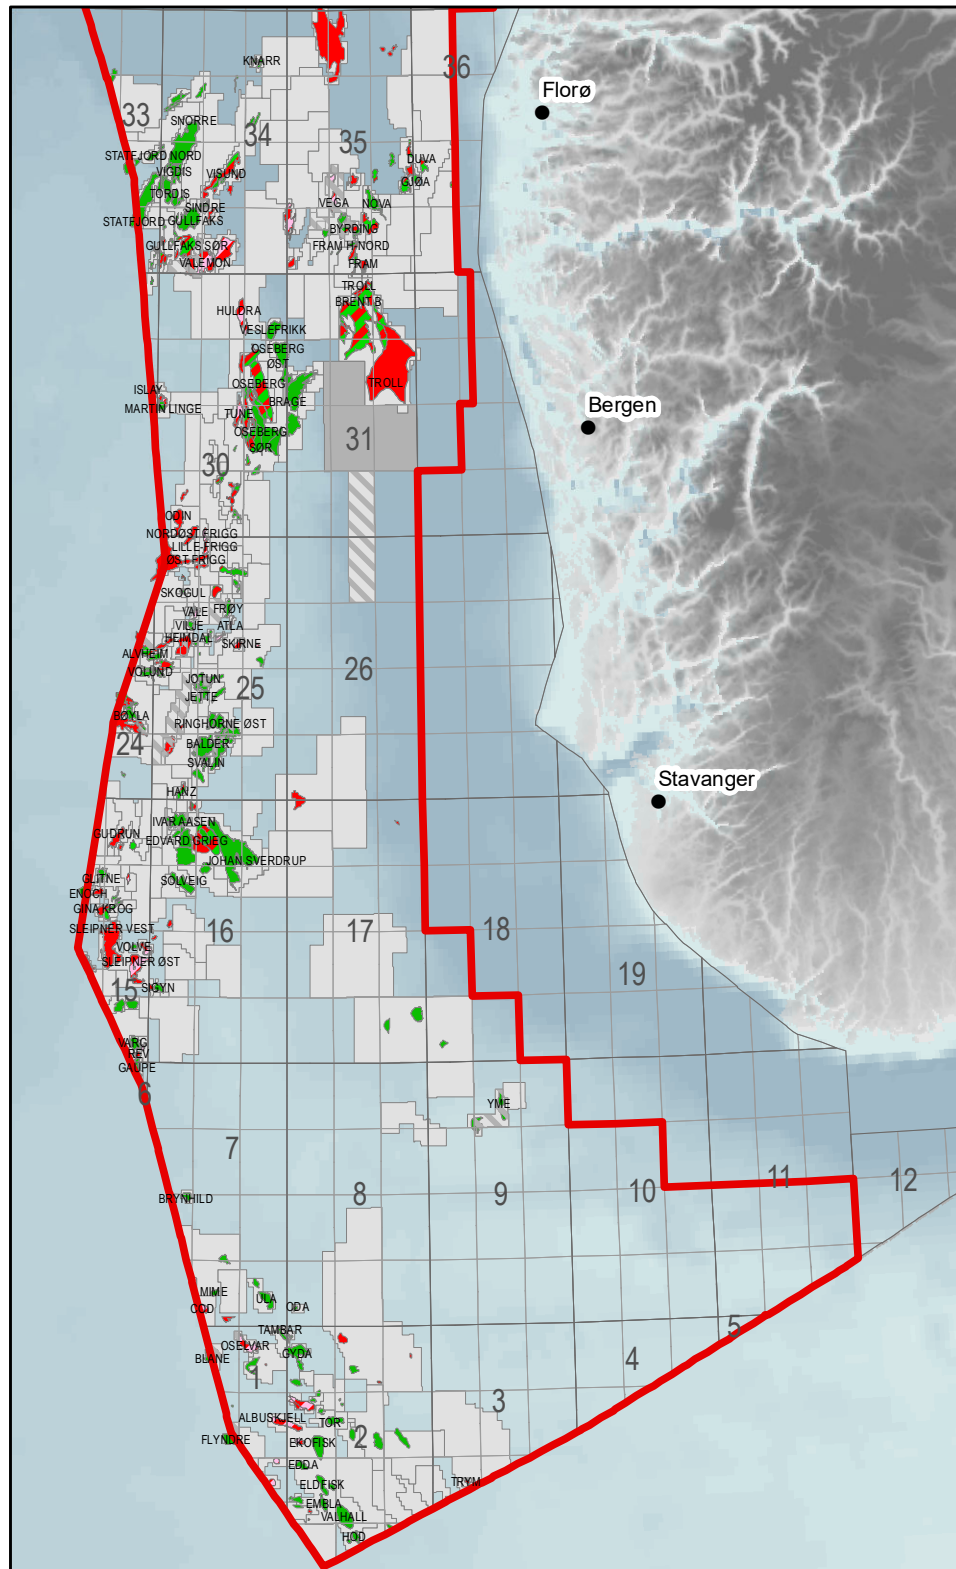 KNARR
36
Florø
33
SNORRE
34
35
STATFJORD NORD
DUVA
VIGDIS
VISUND
GJØA
TORDIS
VEGA
NOVA
SINDRE
STATFJORD
GULLFAKS
BYRDING
GULLFAKS SØR
FRAM H-NORD
VALEMON
FRAM
TROLL
BRENT B
HULDRA
VESLEFRIKK
OSEBERG
ØST
ISLAY
OSEBERG
TROLL
BRAGE
MARTIN LINGE
TUNE
Bergen
OSEBERG
SØR
31
30
ODIN
NORDØST FRIGG
LILLE-FRIGG
ØST FRIGG
SKOGUL
VALE
FRØY
VILJE
ATLA
HEIMDAL
SKIRNE
ALVHEIM
VOLUND
26
JOTUN
25
JETTE
BØYLA
RINGHORNE ØST
24
BALDER
SVALIN
Stavanger
HANZ
IVAR AASEN
GUDRUN
EDVARD GRIEG
JOHAN SVERDRUP
GLITNE
SOLVEIG
ENOCH
GINA KROG
SLEIPNER VEST
16
17
18
VOLVE
SLEIPNER ØST
19
15
SIGYN
VARG
REV
GAUPE
6
YME
7
BRYNHILD
8
9
10
11
12
MIME
ULA
COD
ODA
TAMBAR
5
OSELVAR
GYDA
BLANE
4
1
3
ALBUSKJELL
TOR
FLYNDRE
EKOFISK
2
EDDA
ELDFISK
TRYM
EMBLA
VALHALL
HOD